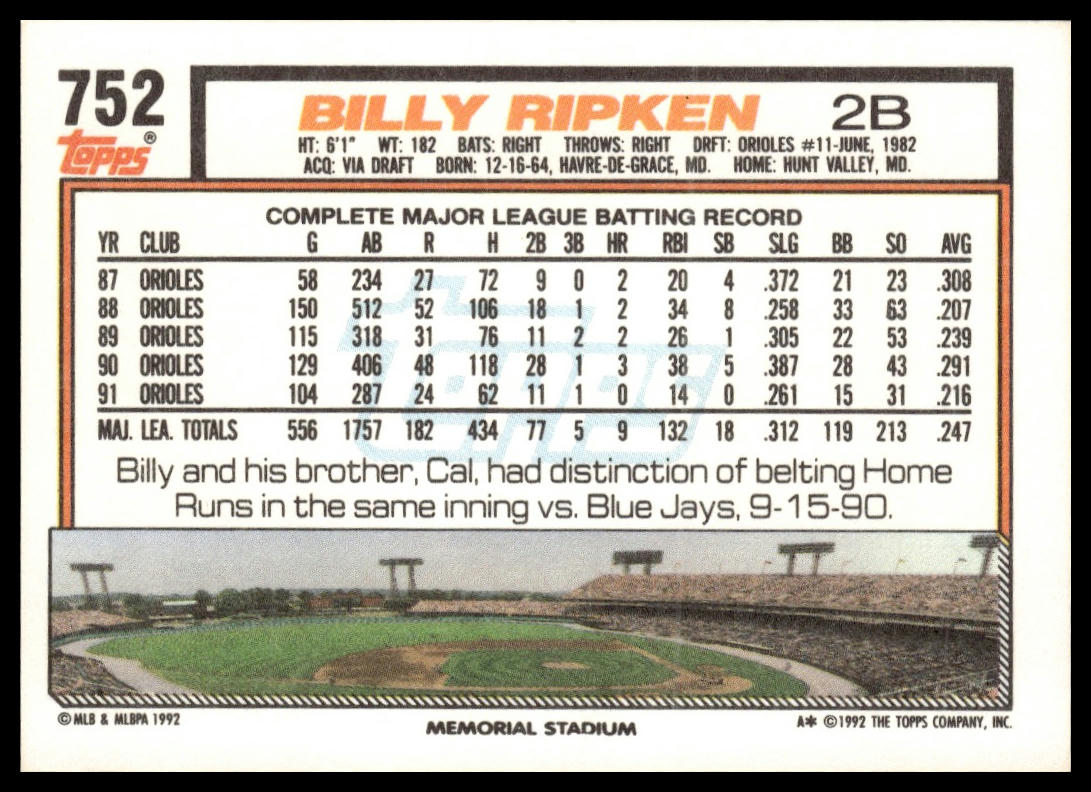 752
Topps®
BILLY RIPKEN 2B
HT: 6'1" WT: 182 BATS: RIGHT THROWS: RIGHT DRFT: ORIOLES #11-JUNE, 1982
ACQ: VIA DRAFT BORN: 12-16-64, HAVRE-DE-GRACE, MD. HOME: HUNT VALLEY, MD.
COMPLETE MAJOR LEAGUE BATTING RECORD
YR CLUB G AB R H 2B 3B HR RBI SB SLG BB SO AVG
87 ORIOLES 58 234 27 72 9 0 2 20 4 .372 21 23 .308
88 ORIOLES 150 512 52 106 18 1 2 34 8 .258 33 63 .207
89 ORIOLES 115 318 31 76 11 2 2 26 1 .305 22 53 .239
90 ORIOLES 129 406 48 118 28 1 3 38 5 .387 28 43 .291
91 ORIOLES 104 287 24 62 11 1 0 14 0 .261 15 31 .216
MAJ. LEA. TOTALS 556 1757 182 434 77 5 9 132 18 .312 119 213 .247
Topps
Billy and his brother, Cal, had distinction of belting Home
Runs in the same inning vs. Blue Jays, 9-15-90.
© MLB & MLBPA 1992
MEMORIAL STADIUM
A* ©1992 THE TOPPS COMPANY, INC.